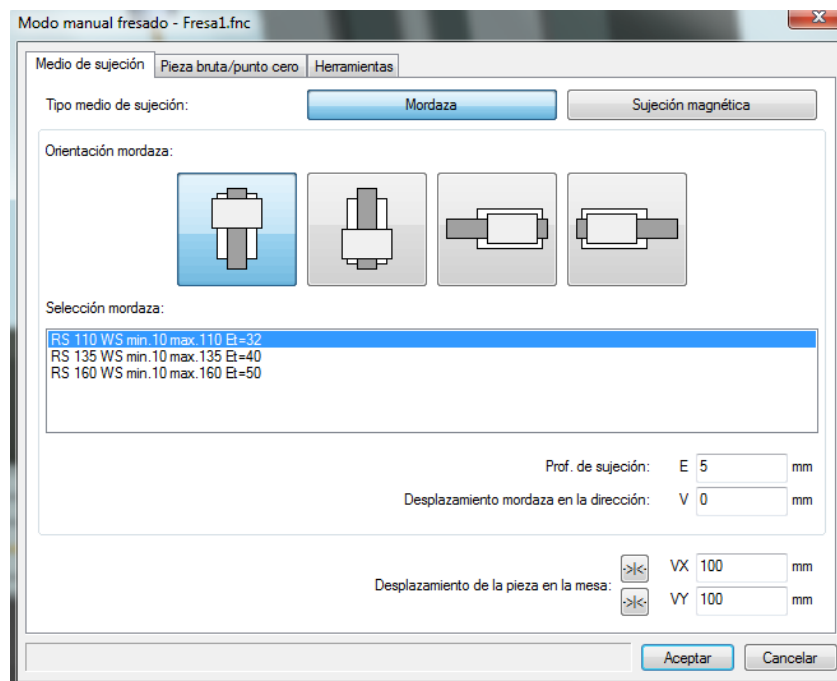 Modo manual fresado - Fresa1.fnc
Medio de sujeción Pieza bruta/punto cero Herramientas
Tipo medio de sujeción: Mordaza Sujeción magnética
Orientación mordaza:
Selección mordaza:
RS 110 WS min.10 max.110 Et=32
RS 135 WS min.10 max.135 Et=40
RS 160 WS min.10 max.160 Et=50
Prof. de sujeción: E 5 mm
Desplazamiento mordaza en la dirección: V 0 mm
Desplazamiento de la pieza en la mesa: ->|<- VX 100 mm
->|<- VY 100 mm
Aceptar Cancelar